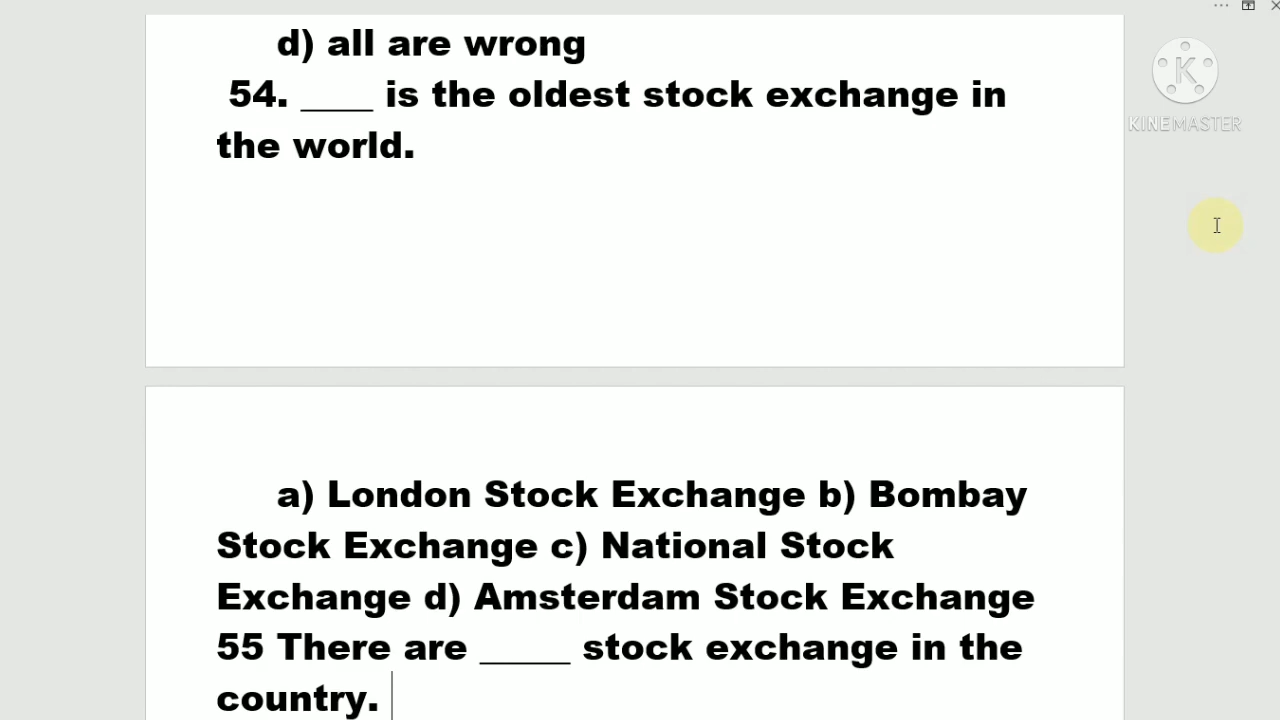 d) all are wrong
54. ____ is the oldest stock exchange in
the world.
KINEMASTER
a) London Stock Exchange b) Bombay
Stock Exchange c) National Stock
Exchange d) Amsterdam Stock Exchange
55 There are _____ stock exchange in the
country.